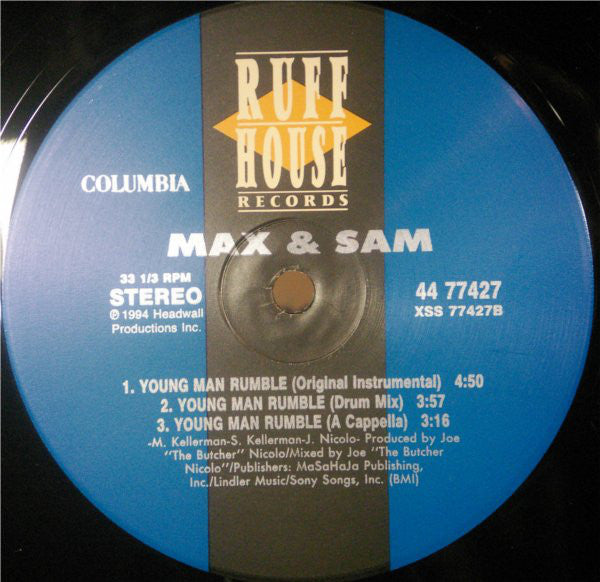 RUFF
HOUSE
RECORDS
COLUMBIA
MAX & SAM
33 1/3 RPM
STEREO
℗ 1994 Headwall
Productions Inc.
44 77427
XSS 77427B
1. YOUNG MAN RUMBLE (Original Instrumental) 4:50
2. YOUNG MAN RUMBLE (Drum Mix) 3:57
3. YOUNG MAN RUMBLE (A Cappella) 3:16
-M. Kellerman-S. Kellerman-J. Nicolo- Produced by Joe
"The Butcher" Nicolo/Mixed by Joe "The Butcher
Nicolo"/Publishers: MaSaHaJa Publishing,
Inc./Lindler Music/Sony Songs, Inc. (BMI)